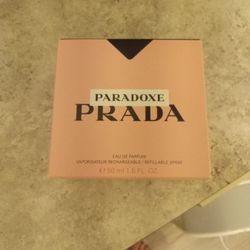 PARADOXE
PRADA
EAU DE PARFUM
VAPORISATEUR RECHARGEABLE / REFILLABLE SPRAY
℮ 50 ml 1.6 FL. OZ.